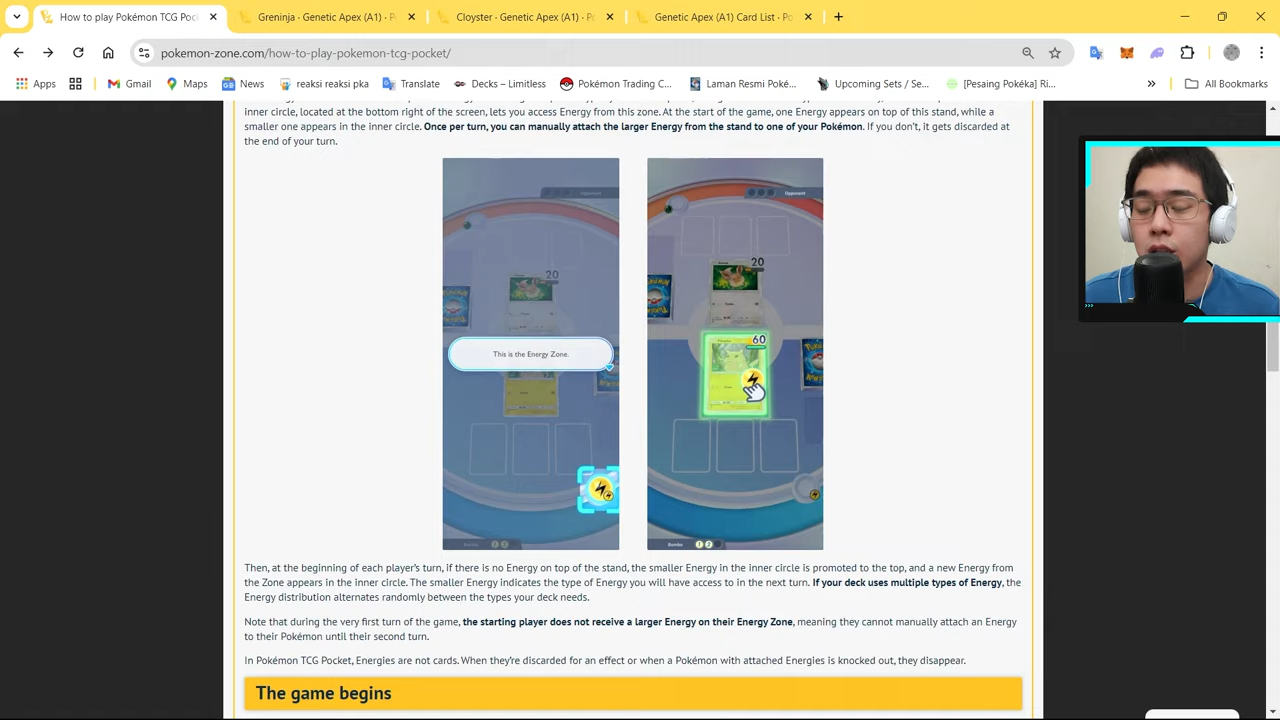 How to play Pokémon TCG Poc
Greninja · Genetic Apex (A1) · P
Cloyster · Genetic Apex (A1) · P
Genetic Apex (A1) Card List · Po
pokemon-zone.com/how-to-play-pokemon-tcg-pocket/
Apps
Gmail
Maps
News
reaksi reaksi pka
Translate
Decks – Limitless
Pokémon Trading C...
Laman Resmi Poké...
Upcoming Sets / Se...
[Pesaing Pokéka] Ri...
All Bookmarks
inner circle, located at the bottom right of the screen, lets you access Energy from this zone. At the start of the game, one Energy appears on top of this stand, while a
smaller one appears in the inner circle. Once per turn, you can manually attach the larger Energy from the stand to one of your Pokémon. If you don't, it gets discarded at
the end of your turn.
Opponent
Opponent
20
20
This is the Energy Zone.
60
Then, at the beginning of each player's turn, if there is no Energy on top of the stand, the smaller Energy in the inner circle is promoted to the top, and a new Energy from
the Zone appears in the inner circle. The smaller Energy indicates the type of Energy you will have access to in the next turn. If your deck uses multiple types of Energy, the
Energy distribution alternates randomly between the types your deck needs.
Note that during the very first turn of the game, the starting player does not receive a larger Energy on their Energy Zone, meaning they cannot manually attach an Energy
to their Pokémon until their second turn.
In Pokémon TCG Pocket, Energies are not cards. When they're discarded for an effect or when a Pokémon with attached Energies is knocked out, they disappear.
The game begins